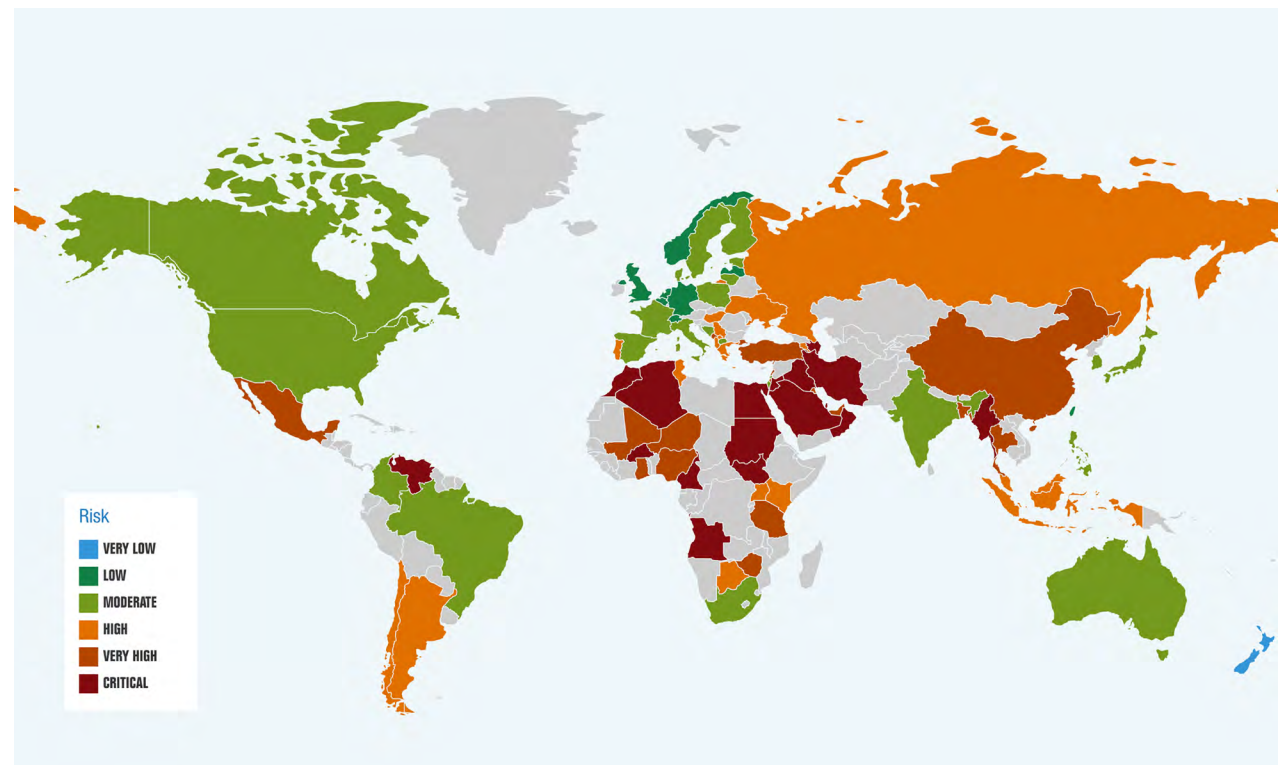 Risk
VERY LOW
LOW
MODERATE
HIGH
VERY HIGH
CRITICAL